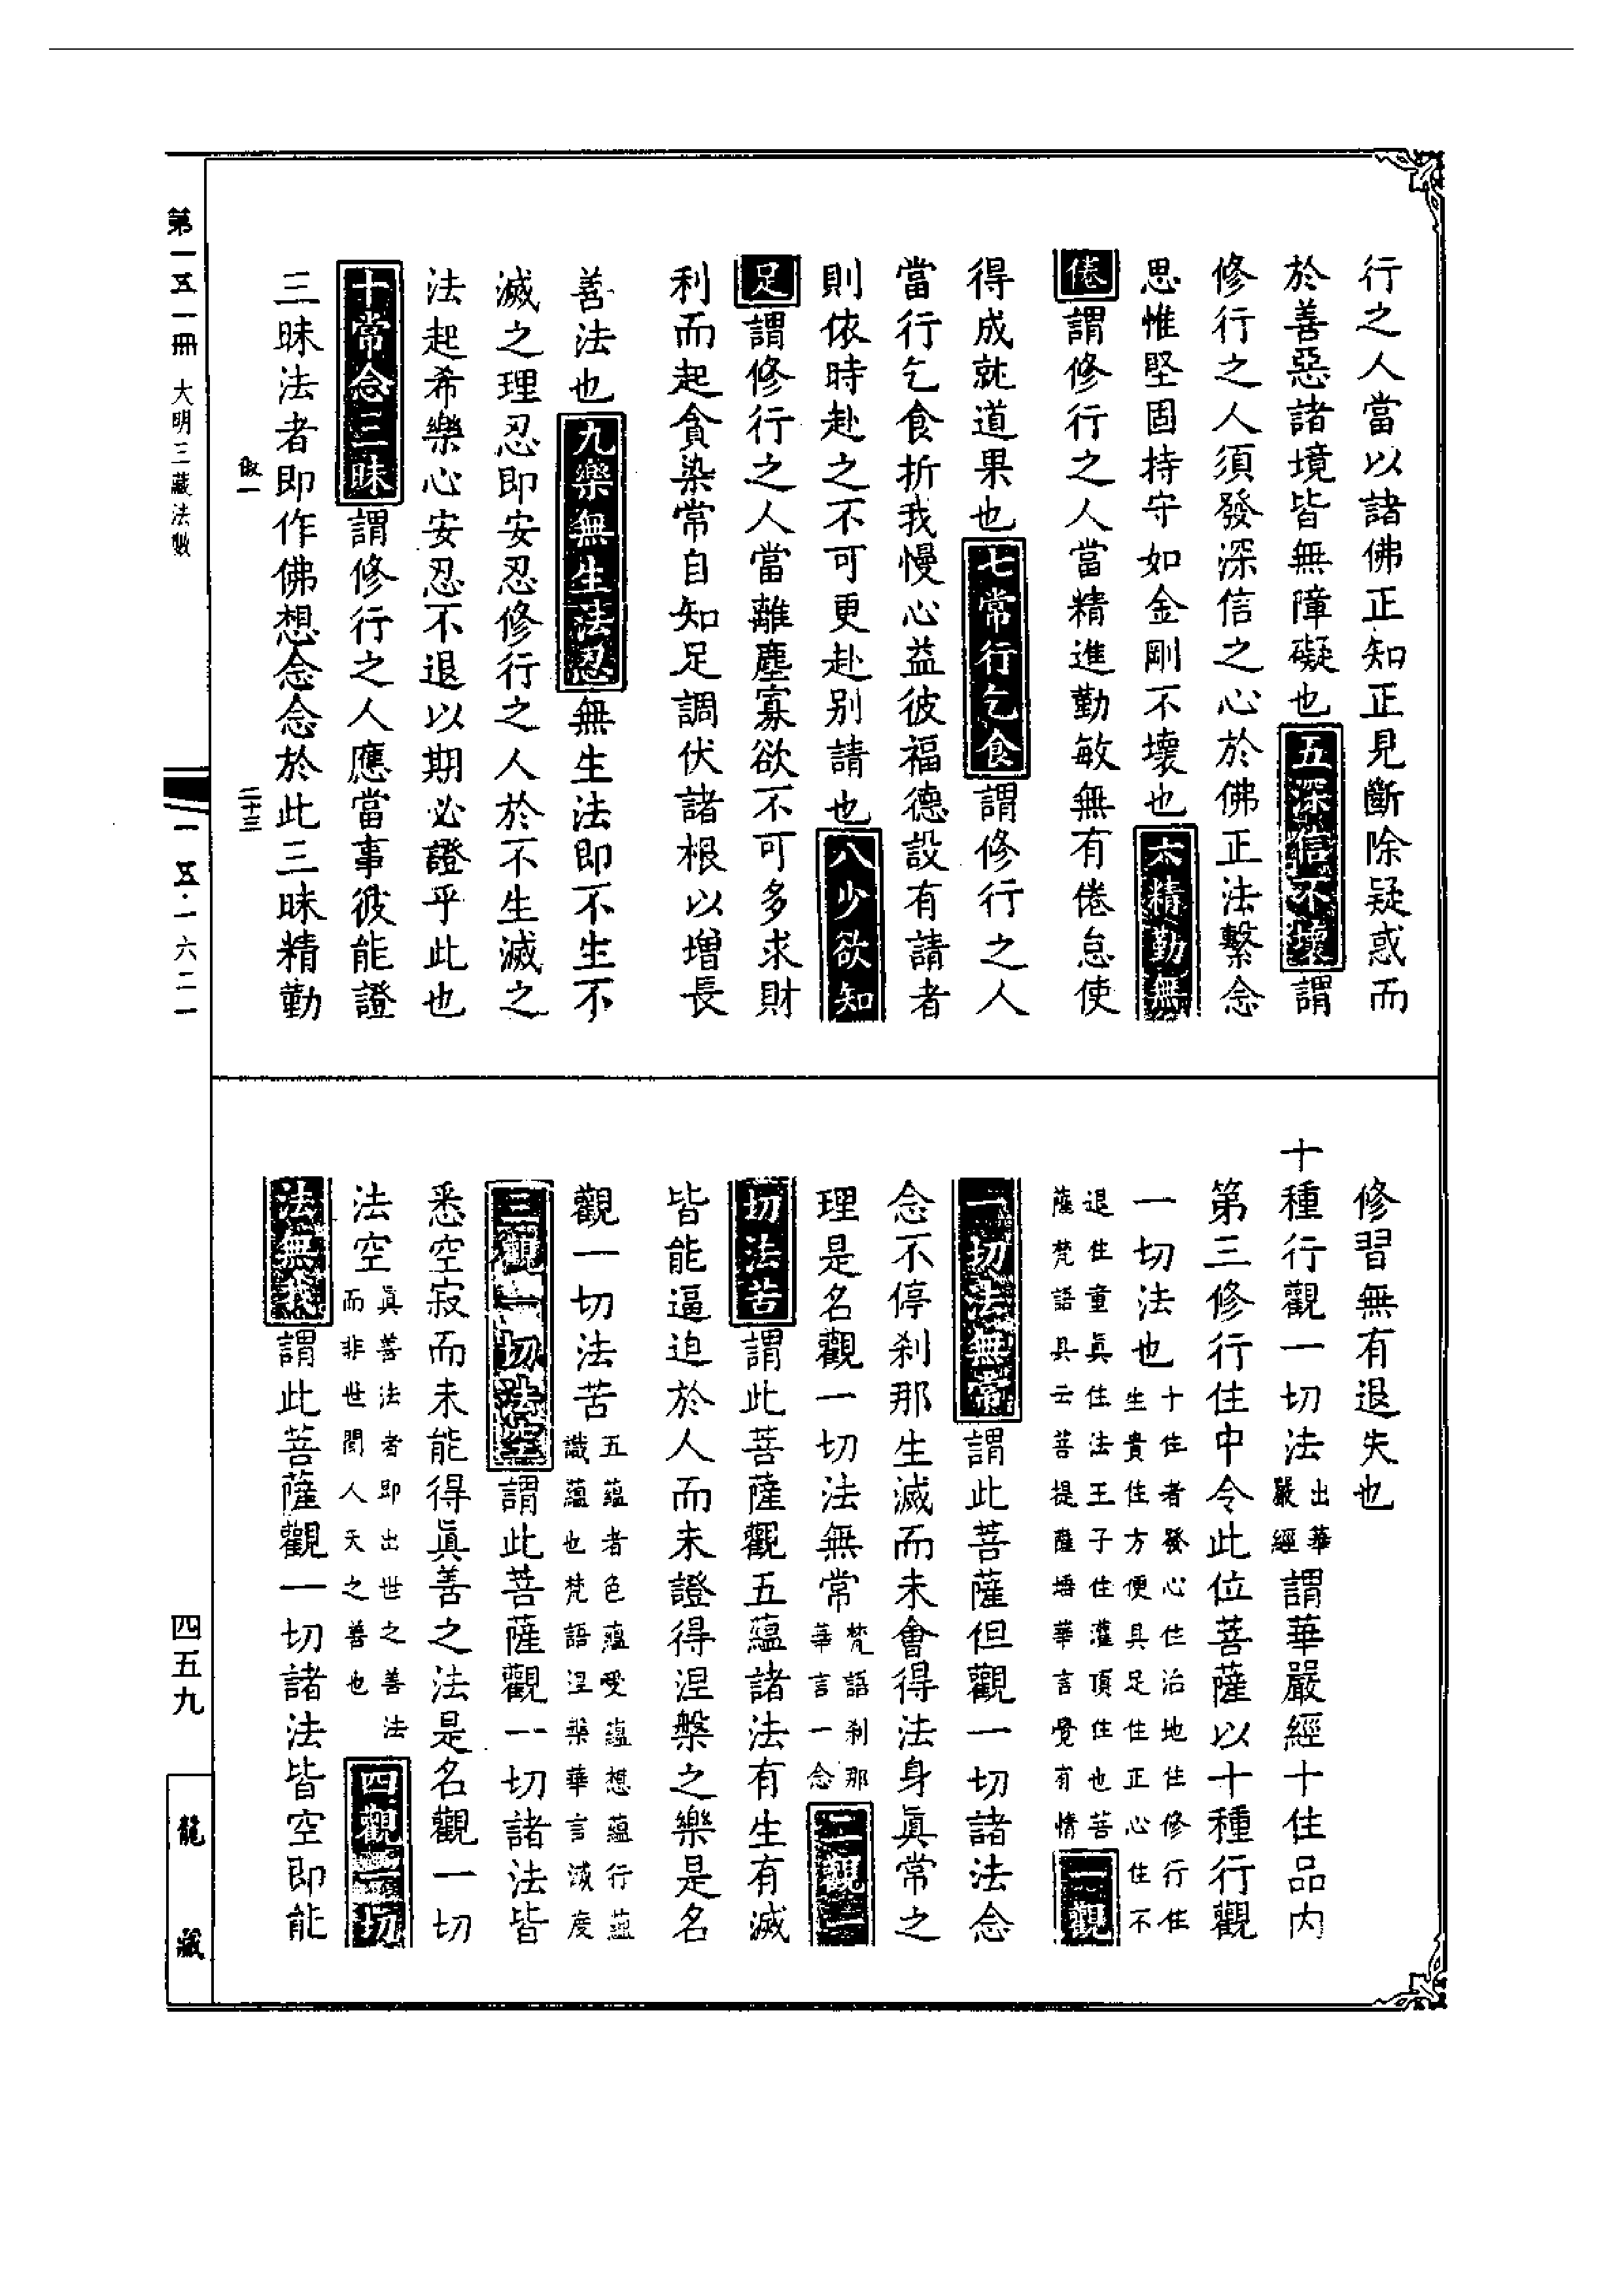 行之人當以諸佛正知正見斷除疑惑而
於善惡諸境皆無障礙也五深信不壞謂
修行之人須發深信之心於佛正法繫念
思惟堅固持守如金剛不壞也六精勤無
倦謂修行之人當精進勤敏無有倦怠使
得成就道果也七常行乞食謂修行之人
當行乞食折我慢心益彼福德設有請者
則依時赴之不可更赴別請也八少欲知
足謂修行之人當離塵寡欲不可多求財
利而起貪染常自知足調伏諸根以增長
善法也九樂無生法忍無生法即不生不
滅之理忍即安忍修行之人於不生滅之
法起希樂心安忍不退以期必證乎此也
十常念三昧謂修行之人應當事彼能證
三昧法者即作佛想念念於此三昧精勤
二十三
修習無有退失也
十種行觀一切法出華嚴經謂華嚴經十住品內
第三修行住中令此位菩薩以十種行觀
一切法也十住者發心住治地住修行住生貴住方便具足住正心住不
退住童真住法王子住灌頂住也菩薩梵語具云菩提薩埵華言覺有情一觀
一切法無常謂此菩薩但觀一切諸法念
念不停刹那生滅而未會得法身眞常之
理是名觀一切法無常梵語刹那華言一念二觀一
切法苦謂此菩薩觀五蘊諸法有生有滅
皆能逼迫於人而未證得涅槃之樂是名
觀一切法苦五蘊者色蘊受蘊想蘊行蘊識蘊也梵語涅槃華言滅度
三觀一切法空謂此菩薩觀一切諸法皆
悉空寂而未能得眞善之法是名觀一切
法空眞善法者即出世之善法而非世間人天之善也四觀一切
法無我謂此菩薩觀一切諸法皆空即能
第一五一冊 大明三藏法數
一五·一六二一
四五九
龍藏